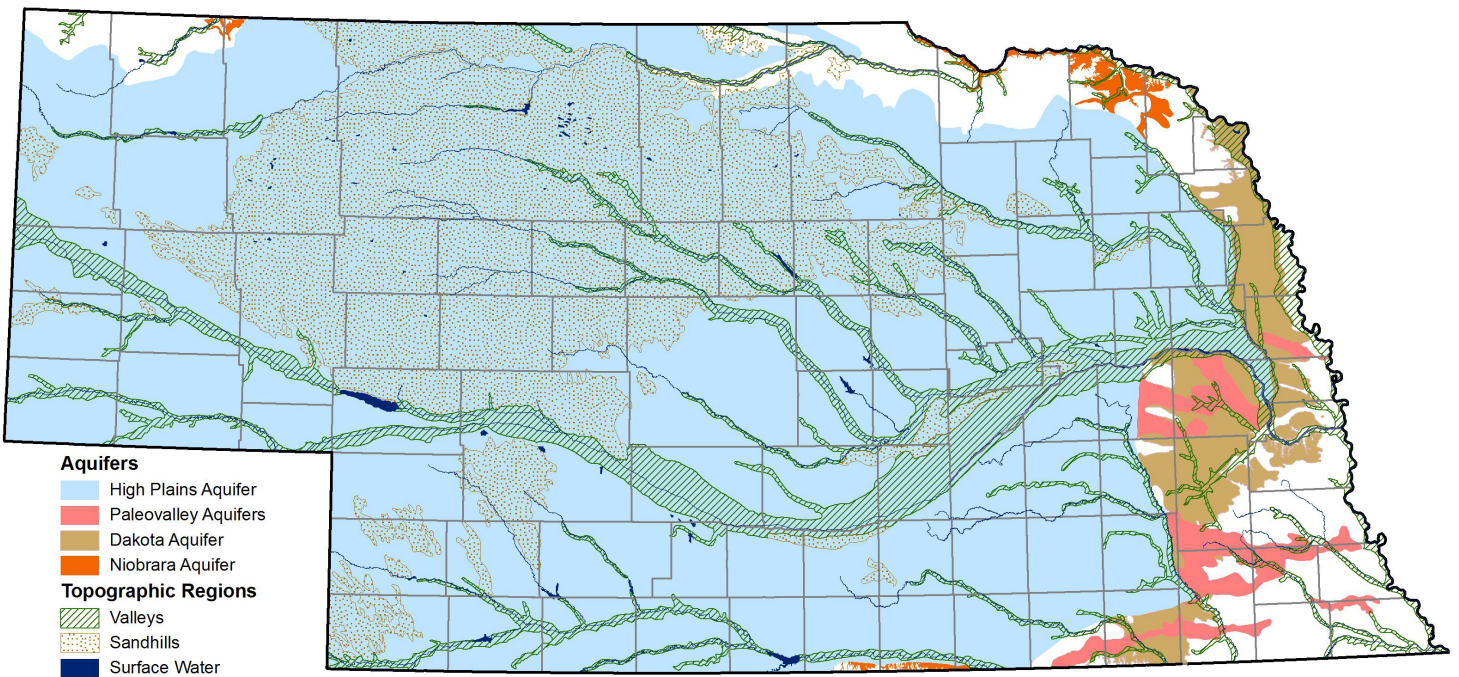 Aquifers
High Plains Aquifer
Paleovalley Aquifers
Dakota Aquifer
Niobrara Aquifer
Topographic Regions
Valleys
Sandhills
Surface Water